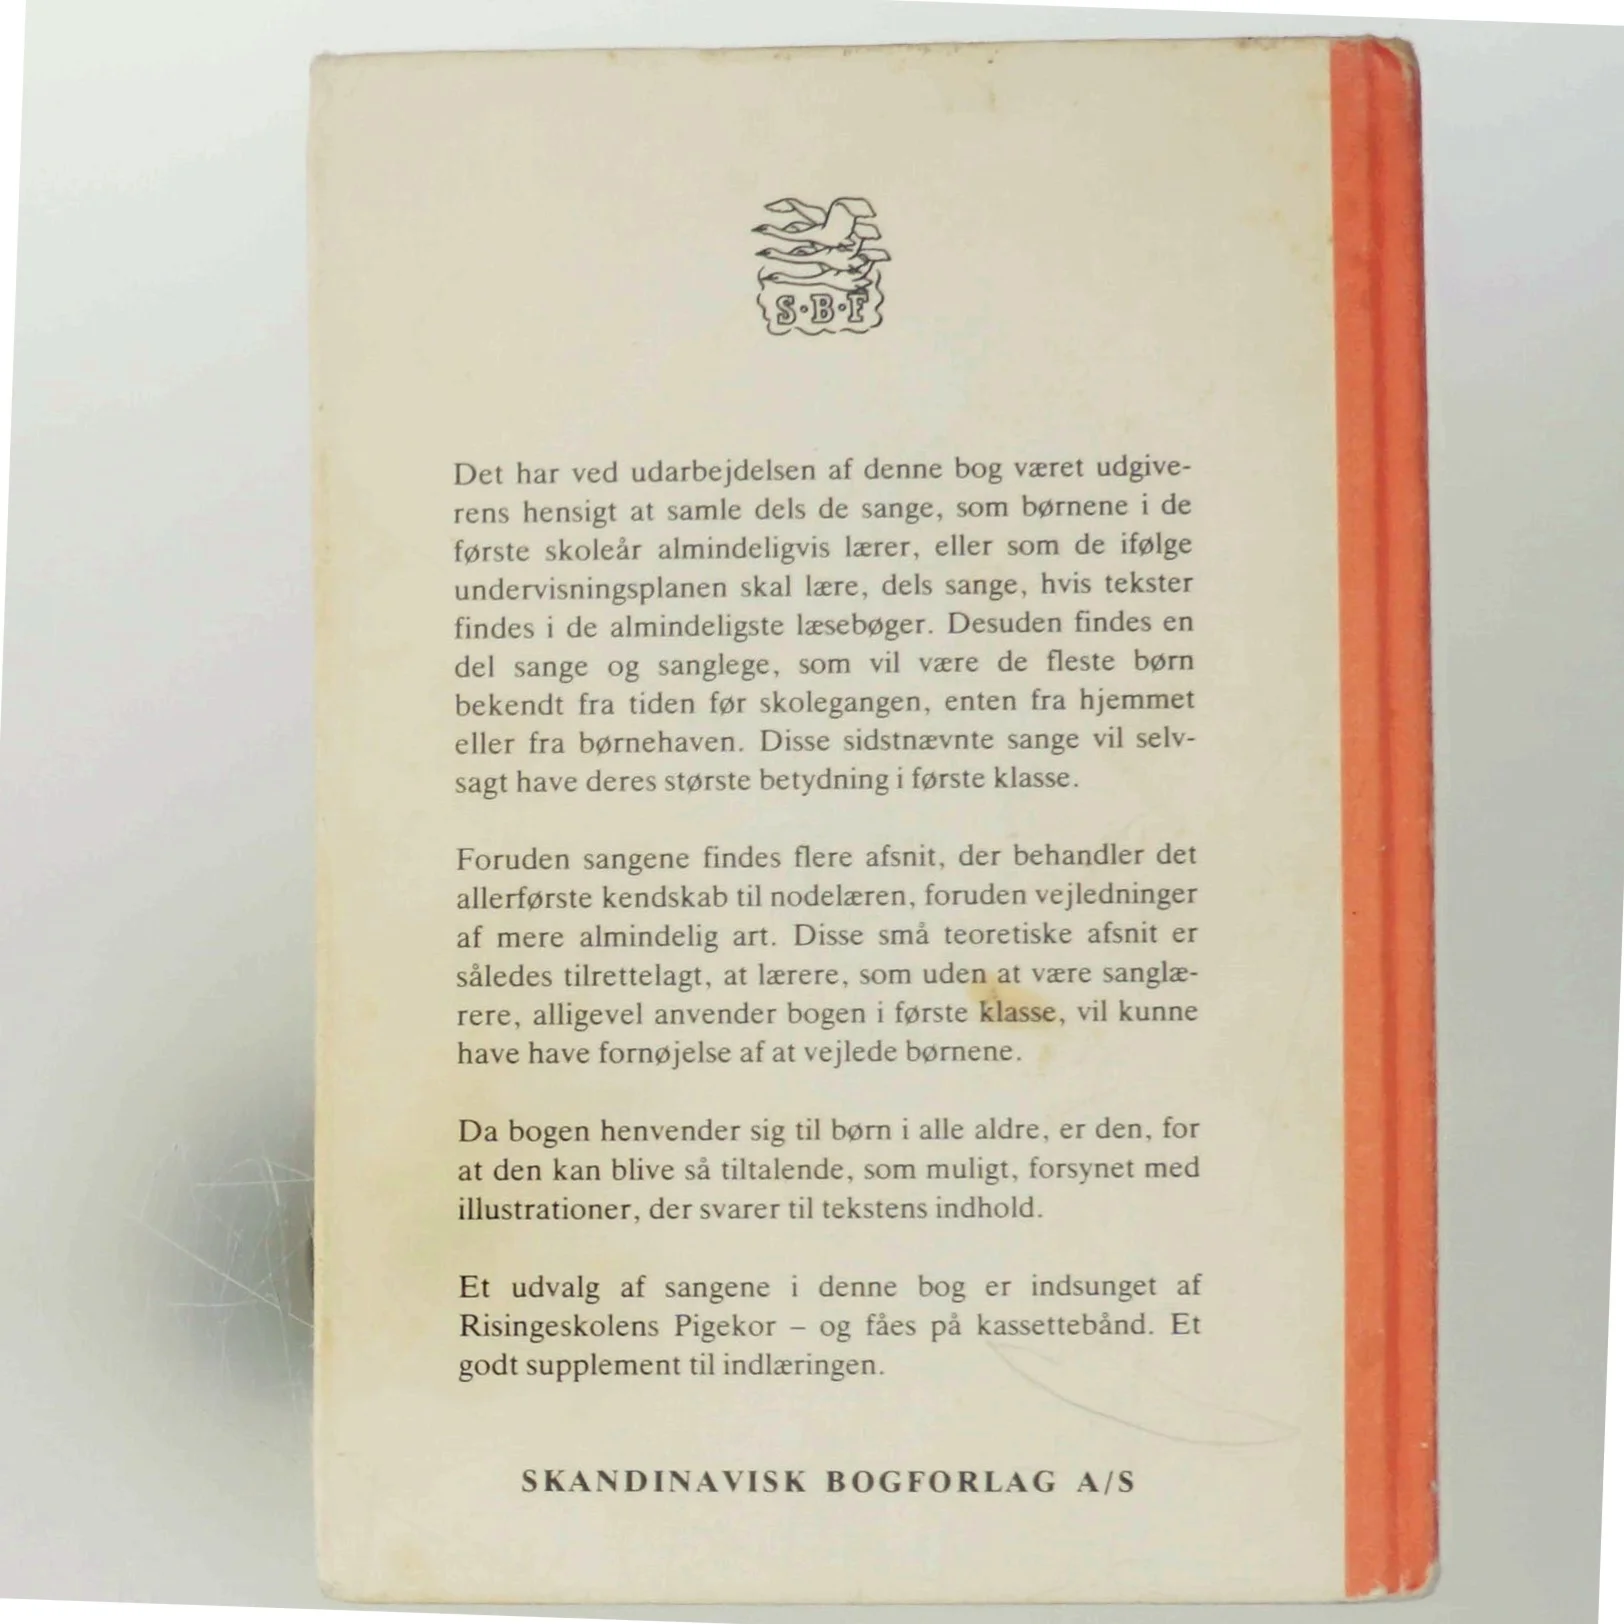 S·B·F
Det har ved udarbejdelsen af denne bog været udgive-
rens hensigt at samle dels de sange, som børnene i de
første skoleår almindeligvis lærer, eller som de ifølge
undervisningsplanen skal lære, dels sange, hvis tekster
findes i de almindeligste læsebøger. Desuden findes en
del sange og sanglege, som vil være de fleste børn
bekendt fra tiden før skolegangen, enten fra hjemmet
eller fra børnehaven. Disse sidstnævnte sange vil selv-
sagt have deres største betydning i første klasse.
Foruden sangene findes flere afsnit, der behandler det
allerførste kendskab til nodelæren, foruden vejledninger
af mere almindelig art. Disse små teoretiske afsnit er
således tilrettelagt, at lærere, som uden at være sanglæ-
rere, alligevel anvender bogen i første klasse, vil kunne
have have fornøjelse af at vejlede børnene.
Da bogen henvender sig til børn i alle aldre, er den, for
at den kan blive så tiltalende, som muligt, forsynet med
illustrationer, der svarer til tekstens indhold.
Et udvalg af sangene i denne bog er indsunget af
Risingeskolens Pigekor – og fåes på kassettebånd. Et
godt supplement til indlæringen.
SKANDINAVISK BOGFORLAG A/S